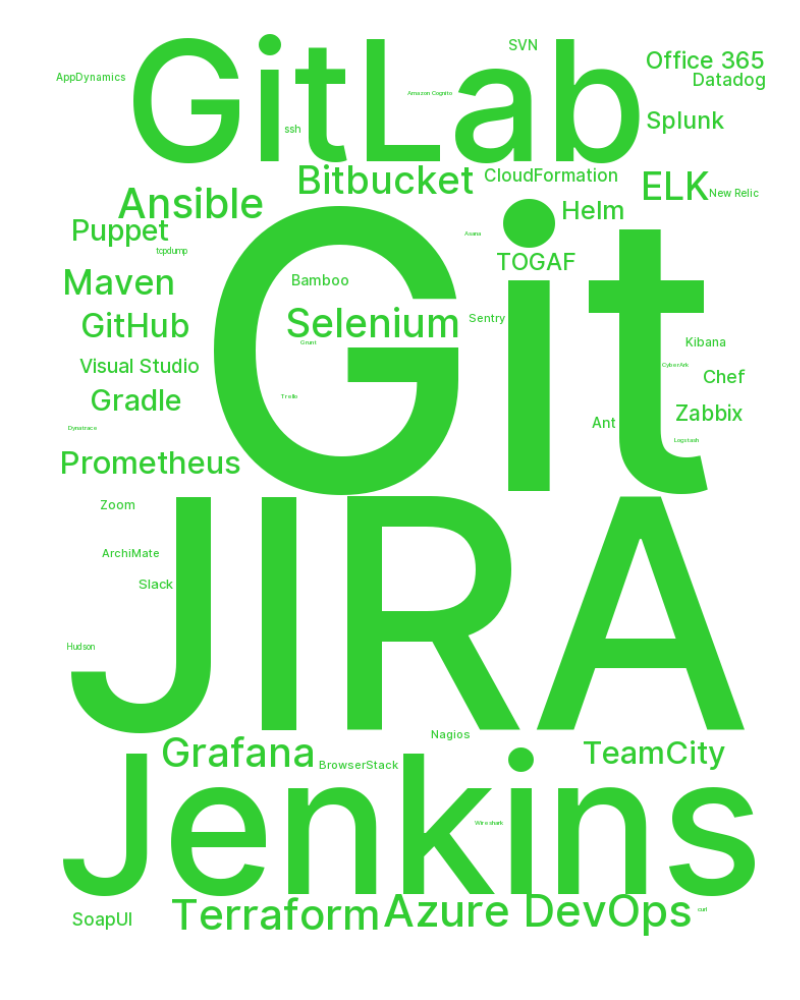 GitLab
SVN
Office 365
AppDynamics
Datadog
Amazon Cognito
Splunk
ssh
Bitbucket
CloudFormation
ELK
New Relic
Ansible
Helm
Puppet
Git
tcpdump
TOGAF
Maven
Bamboo
Selenium
Sentry
GitHub
Kibana
Visual Studio
CyberArk
Chef
Gradle
Trello
Zabbix
Ant
Dynatrace
Logstash
Prometheus
JIRA
Zoom
ArchiMate
Slack
Hudson
Nagios
Grafana
TeamCity
BrowserStack
Jenkins
Wireshark
Terraform
Azure DevOps
SoapUI
curl